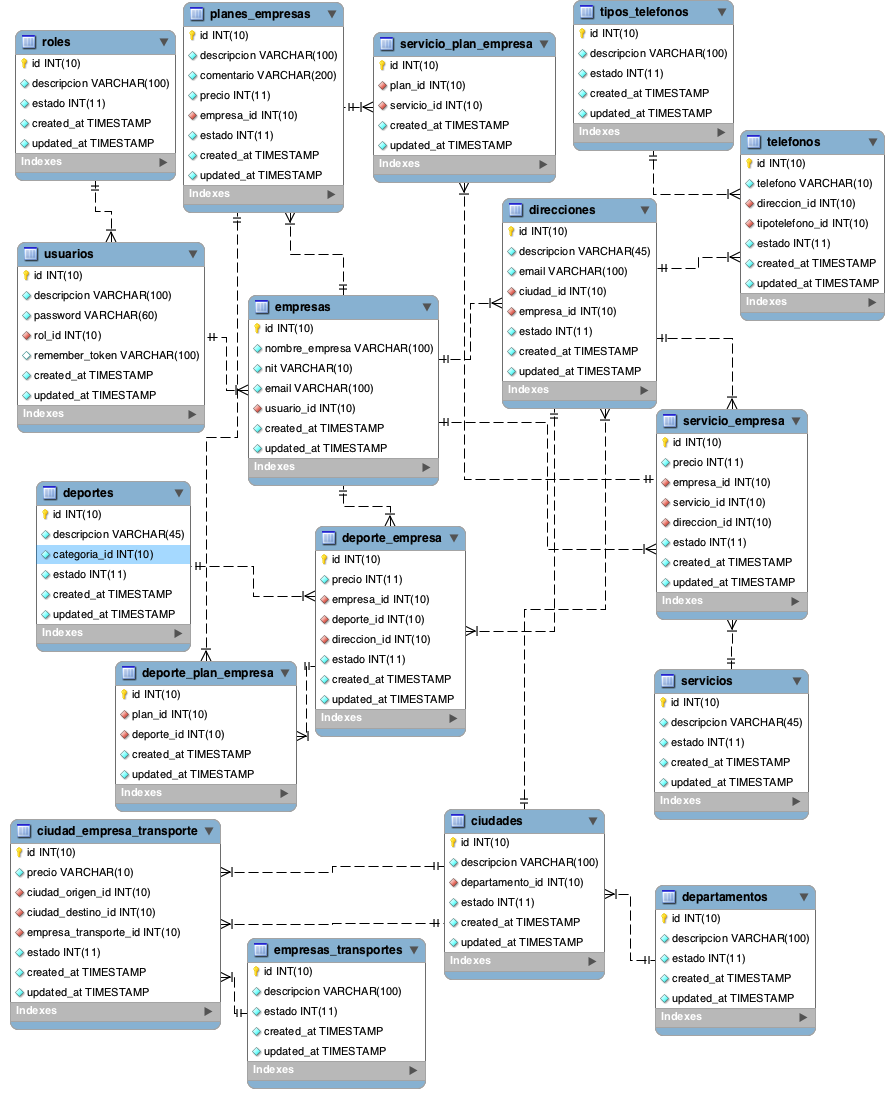 roles
id INT(10)
descripcion VARCHAR(100)
estado INT(11)
created_at TIMESTAMP
updated_at TIMESTAMP
Indexes
planes_empresas
id INT(10)
descripcion VARCHAR(100)
comentario VARCHAR(200)
precio INT(11)
empresa_id INT(10)
estado INT(11)
created_at TIMESTAMP
updated_at TIMESTAMP
Indexes
servicio_plan_empresa
id INT(10)
plan_id INT(10)
servicio_id INT(10)
created_at TIMESTAMP
updated_at TIMESTAMP
Indexes
tipos_telefonos
id INT(10)
descripcion VARCHAR(100)
estado INT(11)
created_at TIMESTAMP
updated_at TIMESTAMP
Indexes
telefonos
id INT(10)
telefono VARCHAR(10)
direccion_id INT(10)
tipotelefono_id INT(10)
estado INT(11)
created_at TIMESTAMP
updated_at TIMESTAMP
Indexes
usuarios
id INT(10)
descripcion VARCHAR(100)
password VARCHAR(60)
rol_id INT(10)
remember_token VARCHAR(100)
created_at TIMESTAMP
updated_at TIMESTAMP
Indexes
empresas
id INT(10)
nombre_empresa VARCHAR(100)
nit VARCHAR(10)
email VARCHAR(100)
usuario_id INT(10)
created_at TIMESTAMP
updated_at TIMESTAMP
Indexes
direcciones
id INT(10)
descripcion VARCHAR(45)
email VARCHAR(100)
ciudad_id INT(10)
empresa_id INT(10)
estado INT(11)
created_at TIMESTAMP
updated_at TIMESTAMP
Indexes
servicio_empresa
id INT(10)
precio INT(11)
empresa_id INT(10)
servicio_id INT(10)
direccion_id INT(10)
estado INT(11)
created_at TIMESTAMP
updated_at TIMESTAMP
Indexes
deportes
id INT(10)
descripcion VARCHAR(45)
categoria_id INT(10)
estado INT(11)
created_at TIMESTAMP
updated_at TIMESTAMP
Indexes
deporte_empresa
id INT(10)
precio INT(11)
empresa_id INT(10)
deporte_id INT(10)
direccion_id INT(10)
estado INT(11)
created_at TIMESTAMP
updated_at TIMESTAMP
Indexes
deporte_plan_empresa
id INT(10)
plan_id INT(10)
deporte_id INT(10)
created_at TIMESTAMP
updated_at TIMESTAMP
Indexes
servicios
id INT(10)
descripcion VARCHAR(45)
estado INT(11)
created_at TIMESTAMP
updated_at TIMESTAMP
Indexes
ciudad_empresa_transporte
id INT(10)
precio VARCHAR(10)
ciudad_origen_id INT(10)
ciudad_destino_id INT(10)
empresa_transporte_id INT(10)
estado INT(11)
created_at TIMESTAMP
updated_at TIMESTAMP
Indexes
ciudades
id INT(10)
descripcion VARCHAR(100)
departamento_id INT(10)
estado INT(11)
created_at TIMESTAMP
updated_at TIMESTAMP
Indexes
empresas_transportes
id INT(10)
descripcion VARCHAR(100)
estado INT(11)
created_at TIMESTAMP
updated_at TIMESTAMP
Indexes
departamentos
id INT(10)
descripcion VARCHAR(100)
estado INT(11)
created_at TIMESTAMP
updated_at TIMESTAMP
Indexes